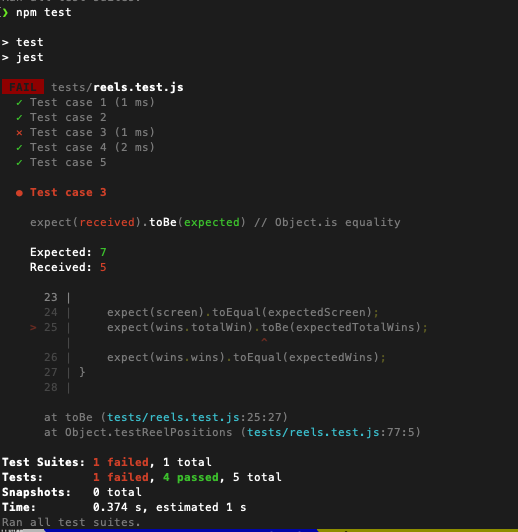 ❯ npm test
> test
> jest
FAIL tests/reels.test.js
✓ Test case 1 (1 ms)
✓ Test case 2
✕ Test case 3 (1 ms)
✓ Test case 4 (2 ms)
✓ Test case 5
● Test case 3
expect(received).toBe(expected) // Object.is equality
Expected: 7
Received: 5
23 |
24 |     expect(screen).toEqual(expectedScreen);
> 25 |     expect(wins.totalWin).toBe(expectedTotalWins);
|                           ^
26 |     expect(wins.wins).toEqual(expectedWins);
27 | }
28 |
at toBe (tests/reels.test.js:25:27)
at Object.testReelPositions (tests/reels.test.js:77:5)
Test Suites: 1 failed, 1 total
Tests:       1 failed, 4 passed, 5 total
Snapshots:   0 total
Time:        0.374 s, estimated 1 s
Ran all test suites.